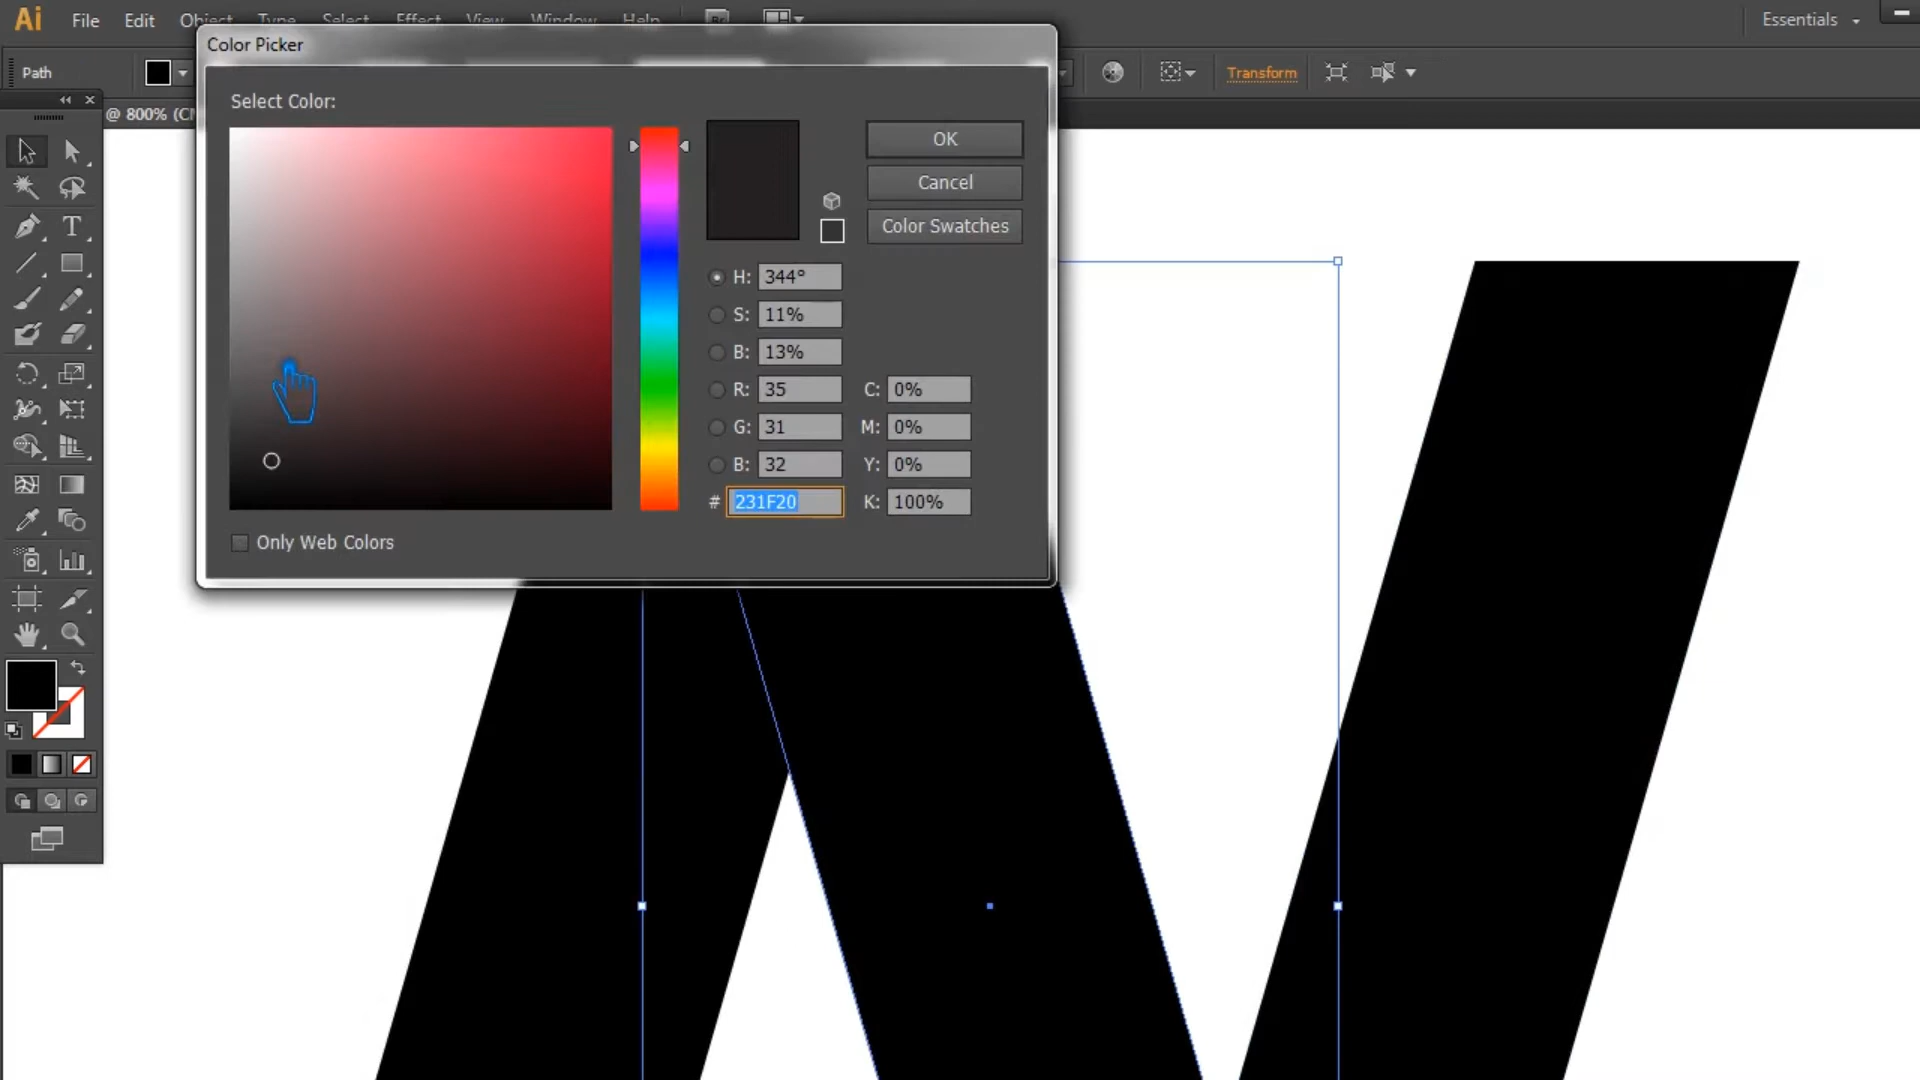 Ai File Edit Object Type Select Effect View Window Help Br Essentials
Color Picker
Path
Transform
Select Color:
@ 800% (C
OK
Cancel
Color Swatches
H: 344°
S: 11%
B: 13%
R: 35 C: 0%
G: 31 M: 0%
B: 32 Y: 0%
# 231F20 K: 100%
Only Web Colors
T